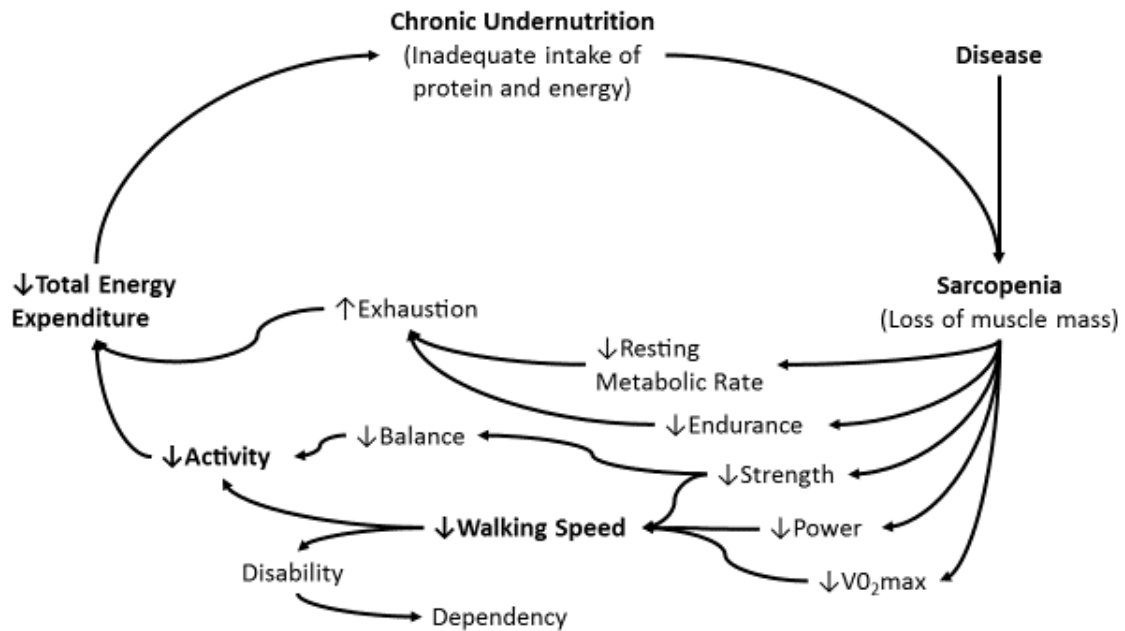 Chronic Undernutrition
(Inadequate intake of
protein and energy)
Disease
↓Total Energy
Expenditure
↑Exhaustion
Sarcopenia
(Loss of muscle mass)
↓Resting
Metabolic Rate
↓Endurance
↓Balance
↓Activity
↓Strength
↓Walking Speed
↓Power
Disability
↓V0₂max
Dependency